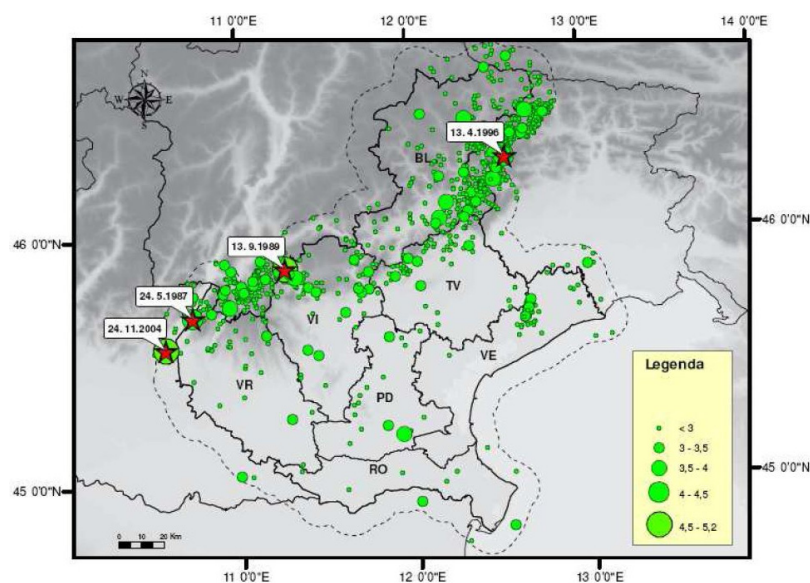 11 0'0"E 12 0'0"E 13 0'0"E 14 0'0"E
N
W E
S
13. 4.1996
BL
46 0'0"N 46 0'0"N
13. 9.1989
24. 5.1987
24. 11.2004
TV
VI
VE
VR
PD
RO
Legenda
< 3
3 - 3,5
3,5 - 4
4 - 4,5
4,5 - 5,2
45 0'0"N 45 0'0"N
0 10 20 Km
11 0'0"E 12 0'0"E 13 0'0"E